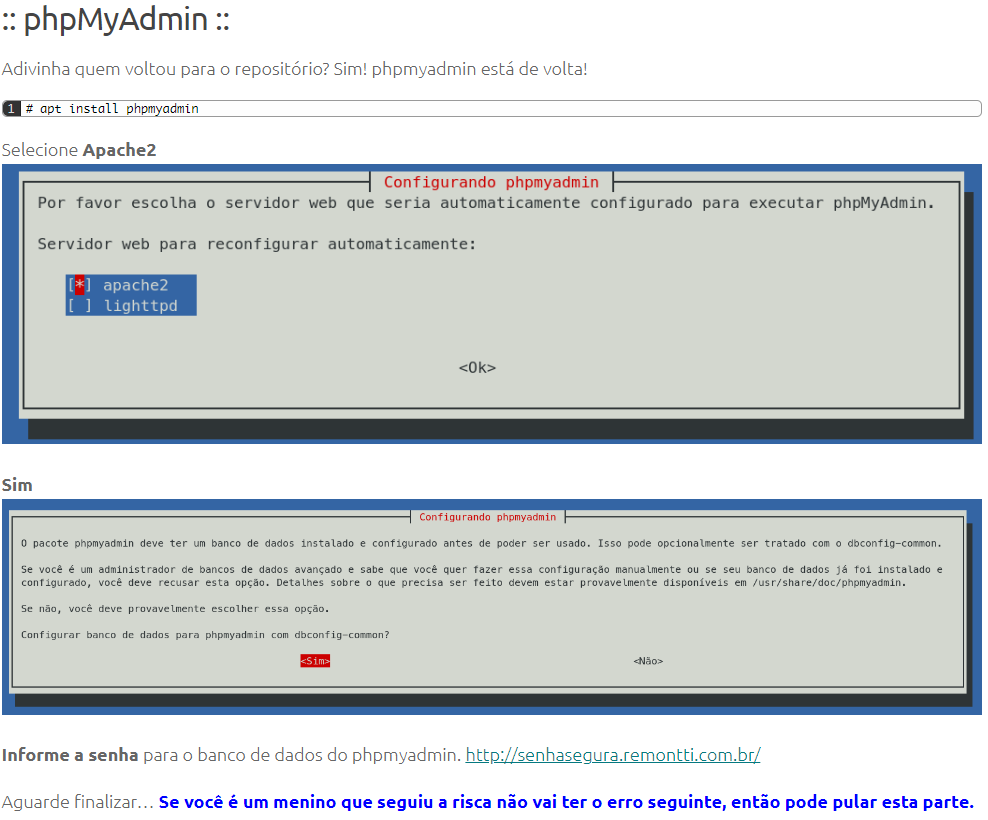 :: phpMyAdmin ::
Adivinha quem voltou para o repositório? Sim! phpmyadmin está de volta!
1 # apt install phpmyadmin
Selecione Apache2
Configurando phpmyadmin
Por favor escolha o servidor web que seria automaticamente configurado para executar phpMyAdmin.
Servidor web para reconfigurar automaticamente:
[*] apache2
[ ] lighttpd
<Ok>
Sim
Configurando phpmyadmin
O pacote phpmyadmin deve ter um banco de dados instalado e configurado antes de poder ser usado. Isso pode opcionalmente ser tratado com o dbconfig-common.
Se você é um administrador de bancos de dados avançado e sabe que você quer fazer essa configuração manualmente ou se seu banco de dados já foi instalado e
configurado, você deve recusar esta opção. Detalhes sobre o que precisa ser feito devem estar provavelmente disponíveis em /usr/share/doc/phpmyadmin.
Se não, você deve provavelmente escolher essa opção.
Configurar banco de dados para phpmyadmin com dbconfig-common?
<Sim> <Não>
Informe a senha para o banco de dados do phpmyadmin. http://senhasegura.remontti.com.br/
Aguarde finalizar… Se você é um menino que seguiu a risca não vai ter o erro seguinte, então pode pular esta parte.